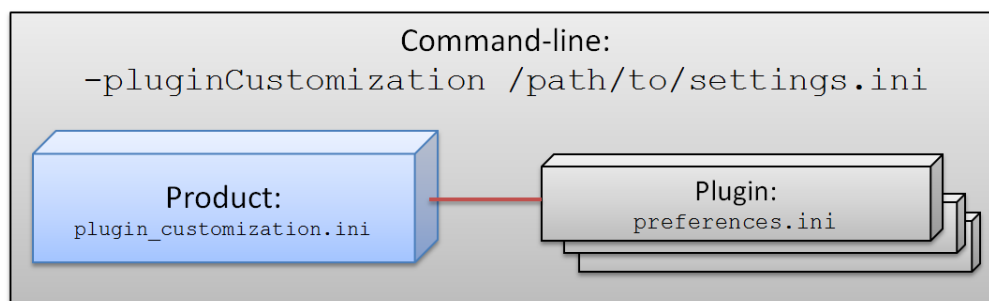 Command-line:
-pluginCustomization /path/to/settings.ini
Product:
plugin_customization.ini
Plugin:
preferences.ini